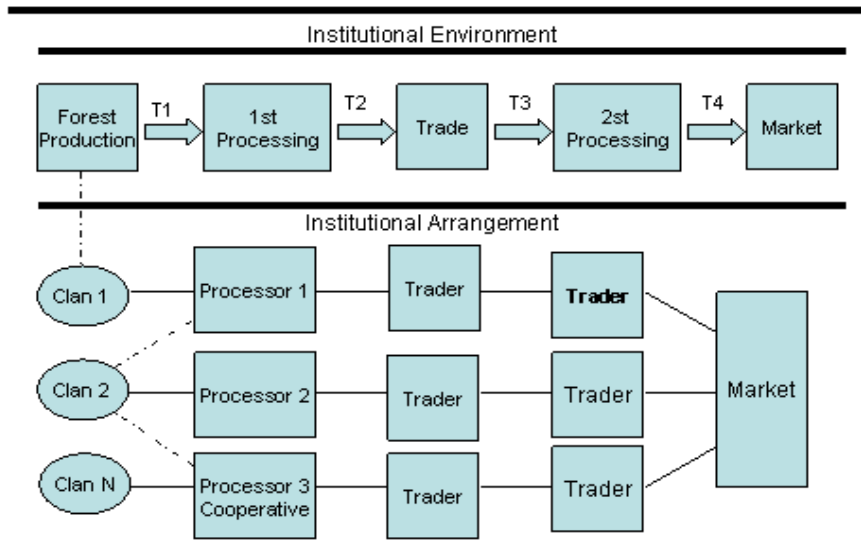 Institutional Environment
T1
T2
T3
T4
Forest
Production
1st
Processing
Trade
2st
Processing
Market
Institutional Arrangement
Clan 1
Processor 1
Trader
Trader
Clan 2
Processor 2
Trader
Trader
Market
Clan N
Processor 3
Cooperative
Trader
Trader